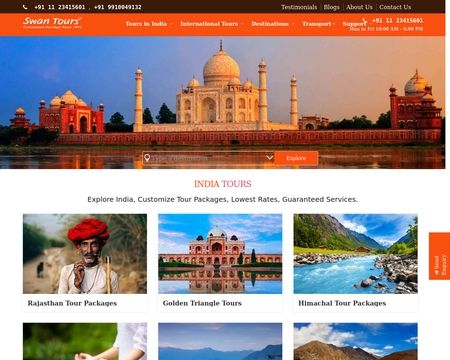 +91 11 23415601, +91 9910049132
Testimonials | Blogs | About Us | Contact Us
Swan Tours
Customized Holidays Since 1995
Tours in India
International Tours
Destinations
Transport
Support
+91 11 23415601
Mon to Fri 10:00 AM - 6:00 PM
Type a destination
Explore
INDIA TOURS
Explore India, Customize Tour Packages, Lowest Rates, Guaranteed Services.
Send Enquiry
Rajasthan Tour Packages
Golden Triangle Tours
Himachal Tour Packages